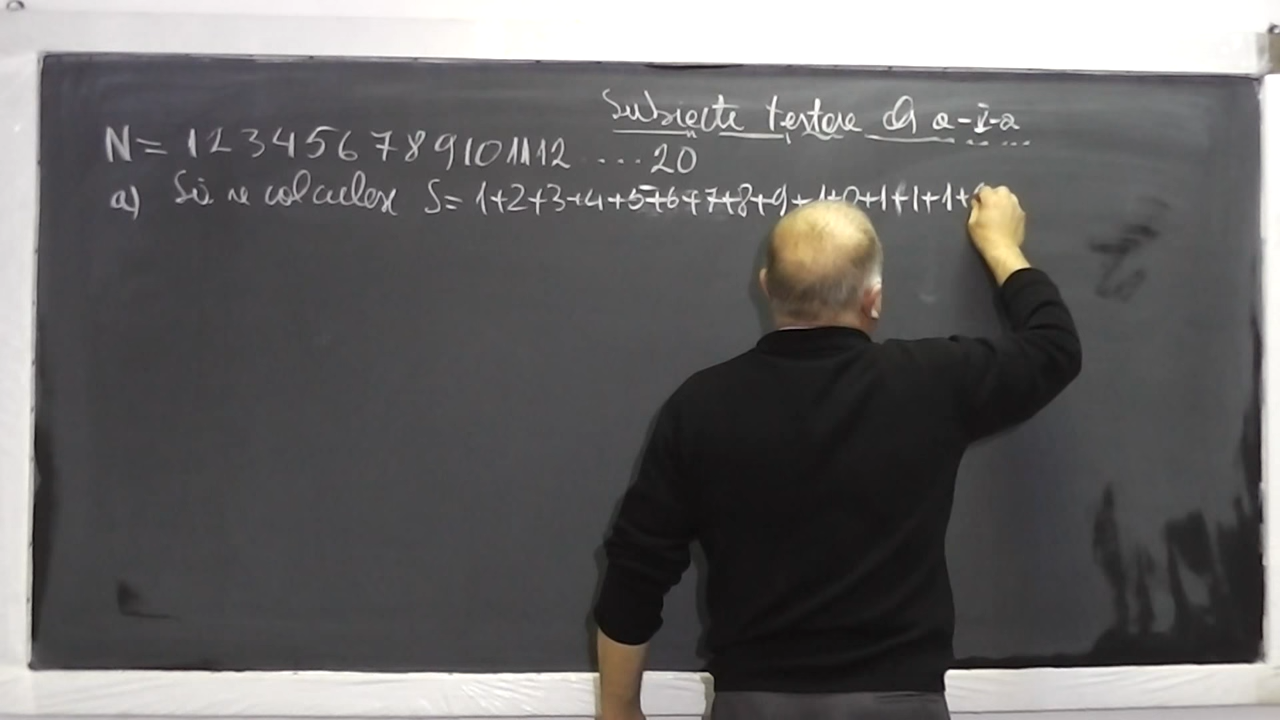 Subiecte testare cls a-V-a
N = 1 2 3 4 5 6 7 8 9 10 11 12 .... 20
a) Să se calculeze S = 1+2+3+4+5+6+7+8+9+1+0+1+1+1+